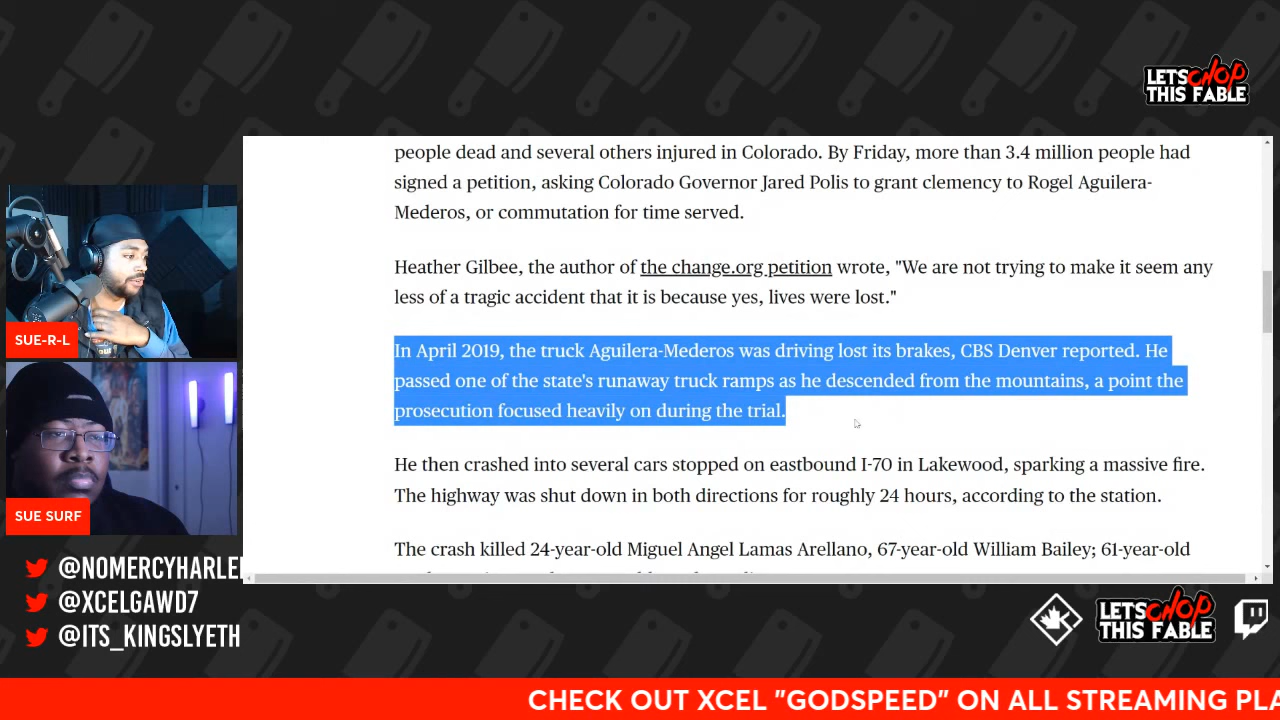 LETS CHOP
THIS FABLE
people dead and several others injured in Colorado. By Friday, more than 3.4 million people had
signed a petition, asking Colorado Governor Jared Polis to grant clemency to Rogel Aguilera-
Mederos, or commutation for time served.
Heather Gilbee, the author of the change.org petition wrote, "We are not trying to make it seem any
less of a tragic accident that it is because yes, lives were lost."
In April 2019, the truck Aguilera-Mederos was driving lost its brakes, CBS Denver reported. He
passed one of the state's runaway truck ramps as he descended from the mountains, a point the
prosecution focused heavily on during the trial.
He then crashed into several cars stopped on eastbound I-70 in Lakewood, sparking a massive fire.
The highway was shut down in both directions for roughly 24 hours, according to the station.
The crash killed 24-year-old Miguel Angel Lamas Arellano, 67-year-old William Bailey; 61-year-old
SUE-R-L
SUE SURF
@NOMERCYHARLE
@XCELGAWD7
@ITS_KINGSLYETH
LETS CHOP
THIS FABLE
CHECK OUT XCEL "GODSPEED" ON ALL STREAMING PLA